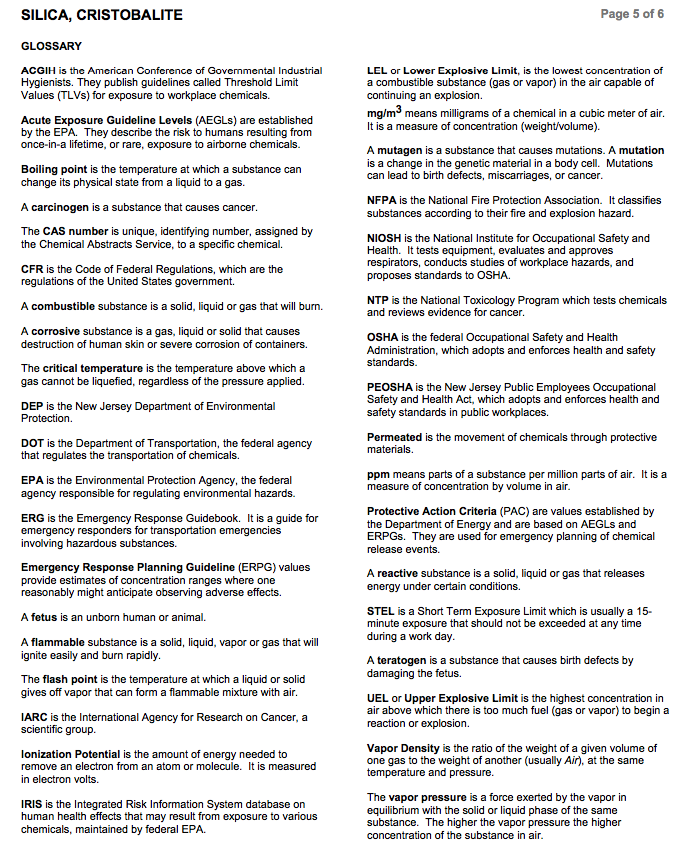 SILICA, CRISTOBALITE
Page 5 of 6
GLOSSARY
ACGIH is the American Conference of Governmental Industrial
Hygienists. They publish guidelines called Threshold Limit
Values (TLVs) for exposure to workplace chemicals.
Acute Exposure Guideline Levels (AEGLs) are established
by the EPA. They describe the risk to humans resulting from
once-in-a lifetime, or rare, exposure to airborne chemicals.
Boiling point is the temperature at which a substance can
change its physical state from a liquid to a gas.
A carcinogen is a substance that causes cancer.
The CAS number is unique, identifying number, assigned by
the Chemical Abstracts Service, to a specific chemical.
CFR is the Code of Federal Regulations, which are the
regulations of the United States government.
A combustible substance is a solid, liquid or gas that will burn.
A corrosive substance is a gas, liquid or solid that causes
destruction of human skin or severe corrosion of containers.
The critical temperature is the temperature above which a
gas cannot be liquefied, regardless of the pressure applied.
DEP is the New Jersey Department of Environmental
Protection.
DOT is the Department of Transportation, the federal agency
that regulates the transportation of chemicals.
EPA is the Environmental Protection Agency, the federal
agency responsible for regulating environmental hazards.
ERG is the Emergency Response Guidebook. It is a guide for
emergency responders for transportation emergencies
involving hazardous substances.
Emergency Response Planning Guideline (ERPG) values
provide estimates of concentration ranges where one
reasonably might anticipate observing adverse effects.
A fetus is an unborn human or animal.
A flammable substance is a solid, liquid, vapor or gas that will
ignite easily and burn rapidly.
The flash point is the temperature at which a liquid or solid
gives off vapor that can form a flammable mixture with air.
IARC is the International Agency for Research on Cancer, a
scientific group.
Ionization Potential is the amount of energy needed to
remove an electron from an atom or molecule. It is measured
in electron volts.
IRIS is the Integrated Risk Information System database on
human health effects that may result from exposure to various
chemicals, maintained by federal EPA.
LEL or Lower Explosive Limit, is the lowest concentration of
a combustible substance (gas or vapor) in the air capable of
continuing an explosion.
mg/m³ means milligrams of a chemical in a cubic meter of air.
It is a measure of concentration (weight/volume).
A mutagen is a substance that causes mutations. A mutation
is a change in the genetic material in a body cell. Mutations
can lead to birth defects, miscarriages, or cancer.
NFPA is the National Fire Protection Association. It classifies
substances according to their fire and explosion hazard.
NIOSH is the National Institute for Occupational Safety and
Health. It tests equipment, evaluates and approves
respirators, conducts studies of workplace hazards, and
proposes standards to OSHA.
NTP is the National Toxicology Program which tests chemicals
and reviews evidence for cancer.
OSHA is the federal Occupational Safety and Health
Administration, which adopts and enforces health and safety
standards.
PEOSHA is the New Jersey Public Employees Occupational
Safety and Health Act, which adopts and enforces health and
safety standards in public workplaces.
Permeated is the movement of chemicals through protective
materials.
ppm means parts of a substance per million parts of air. It is a
measure of concentration by volume in air.
Protective Action Criteria (PAC) are values established by
the Department of Energy and are based on AEGLs and
ERPGs. They are used for emergency planning of chemical
release events.
A reactive substance is a solid, liquid or gas that releases
energy under certain conditions.
STEL is a Short Term Exposure Limit which is usually a 15-
minute exposure that should not be exceeded at any time
during a work day.
A teratogen is a substance that causes birth defects by
damaging the fetus.
UEL or Upper Explosive Limit is the highest concentration in
air above which there is too much fuel (gas or vapor) to begin a
reaction or explosion.
Vapor Density is the ratio of the weight of a given volume of
one gas to the weight of another (usually Air), at the same
temperature and pressure.
The vapor pressure is a force exerted by the vapor in
equilibrium with the solid or liquid phase of the same
substance. The higher the vapor pressure the higher
concentration of the substance in air.